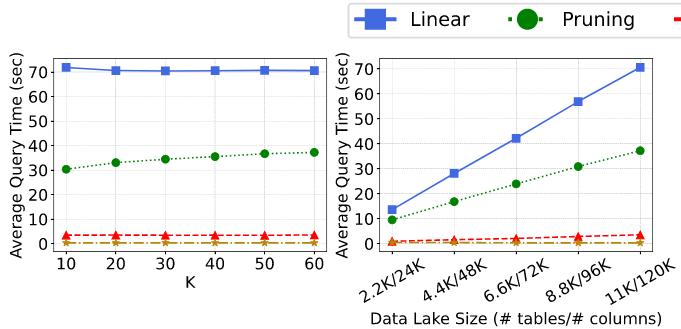 Linear Pruning
Average Query Time (sec)
70
60
50
40
30
20
10
0
10 20 30 40 50 60
K
Average Query Time (sec)
70
60
50
40
30
20
10
0
2.2K/24K 4.4K/48K 6.6K/72K 8.8K/96K 11K/120K
Data Lake Size (# tables/# columns)